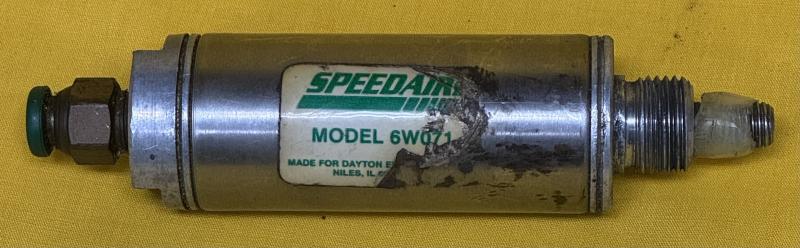 SPEEDAIR
MODEL 6W071
MADE FOR DAYTON E
NILES, IL